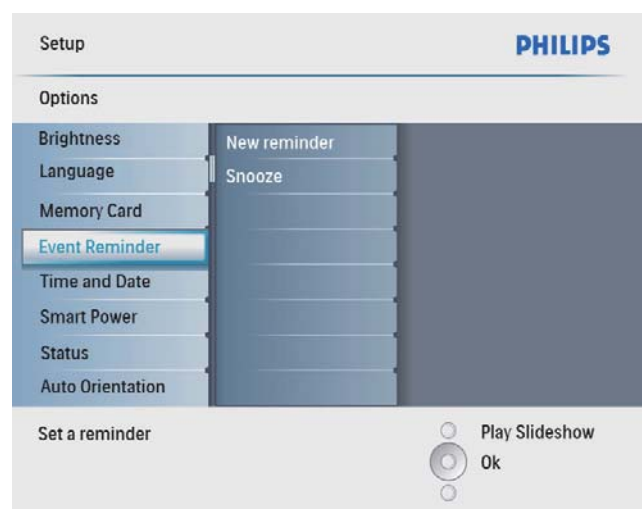 Setup
PHILIPS
Options
Brightness
Language
Memory Card
Event Reminder
Time and Date
Smart Power
Status
Auto Orientation
New reminder
Snooze
Set a reminder
Play Slideshow
Ok